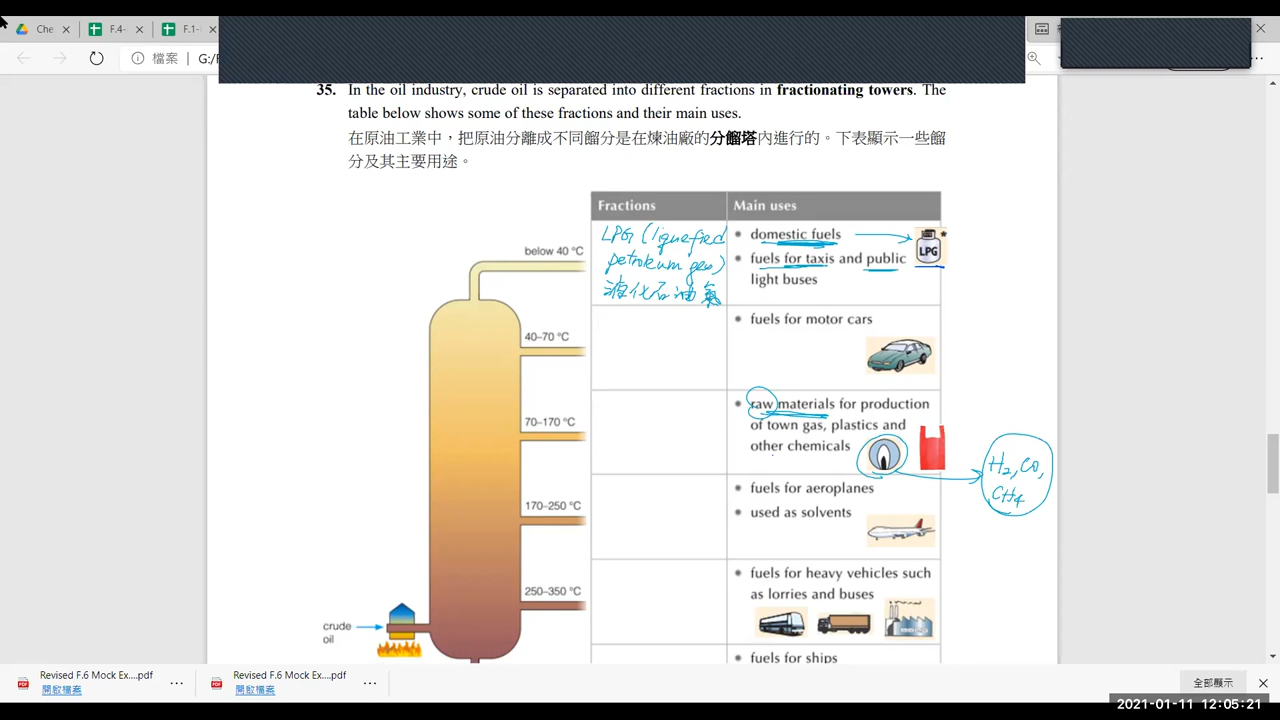 Che
F.4-
F.1-
檔案
G:/F
35. In the oil industry, crude oil is separated into different fractions in fractionating towers. The
table below shows some of these fractions and their main uses.
在原油工業中，把原油分離成不同餾分是在煉油廠的分餾塔內進行的。下表顯示一些餾
分及其主要用途。
Fractions
Main uses
LPG (liquefied
petroleum gas)
液化石油氣
• domestic fuels
• fuels for taxis and public
light buses
LPG
*
below 40 °C
• fuels for motor cars
40–70 °C
• raw materials for production
of town gas, plastics and
other chemicals
70–170 °C
H2, CO,
CH4
• fuels for aeroplanes
• used as solvents
170–250 °C
• fuels for heavy vehicles such
as lorries and buses
250–350 °C
crude
oil
• fuels for ships
Revised F.6 Mock Ex....pdf
開啟檔案
Revised F.6 Mock Ex....pdf
開啟檔案
全部顯示
2021-01-11 12:05:21